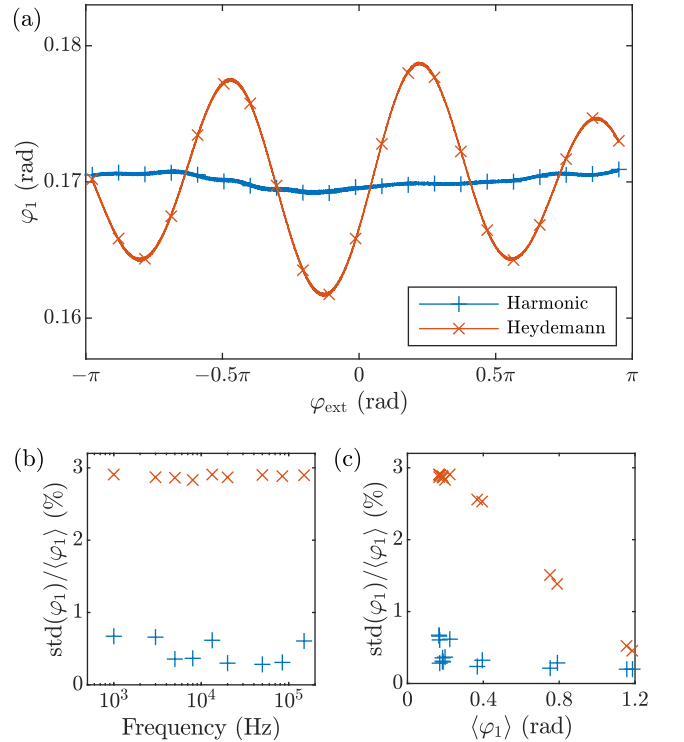 (a)
0.18
0.17
0.16
φ₁ (rad)
Harmonic
Heydemann
−π
−0.5π
0
0.5π
π
φ_ext (rad)
(b)
3
2
1
0
std(φ₁)/⟨φ₁⟩ (%)
10³
10⁴
10⁵
Frequency (Hz)
(c)
3
2
1
0
std(φ₁)/⟨φ₁⟩ (%)
0
0.4
0.8
1.2
⟨φ₁⟩ (rad)